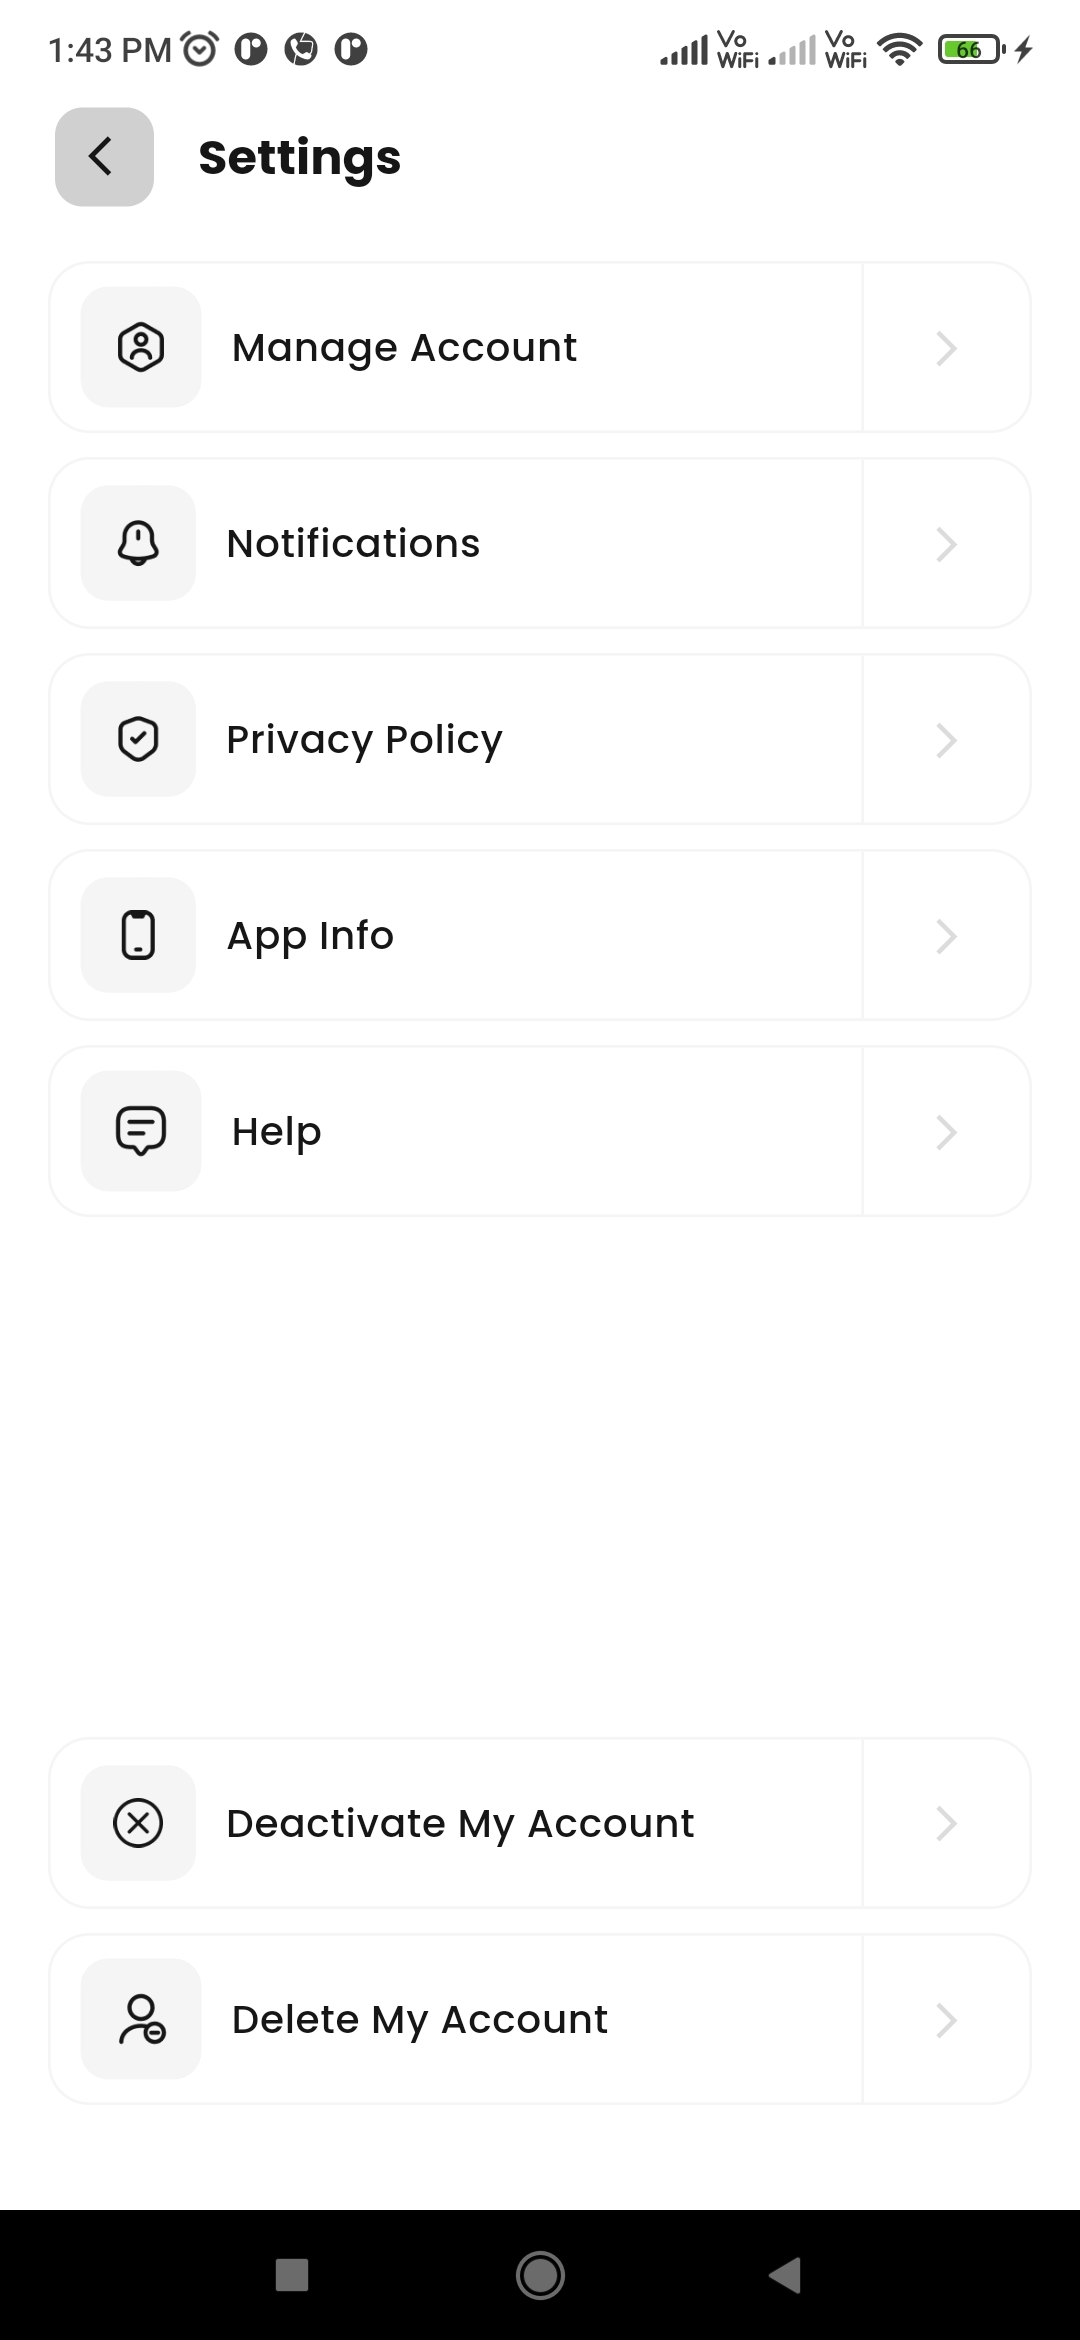 1:43 PM Vo WiFi Vo WiFi 66
Settings
Manage Account
Notifications
Privacy Policy
App Info
Help
Deactivate My Account
Delete My Account